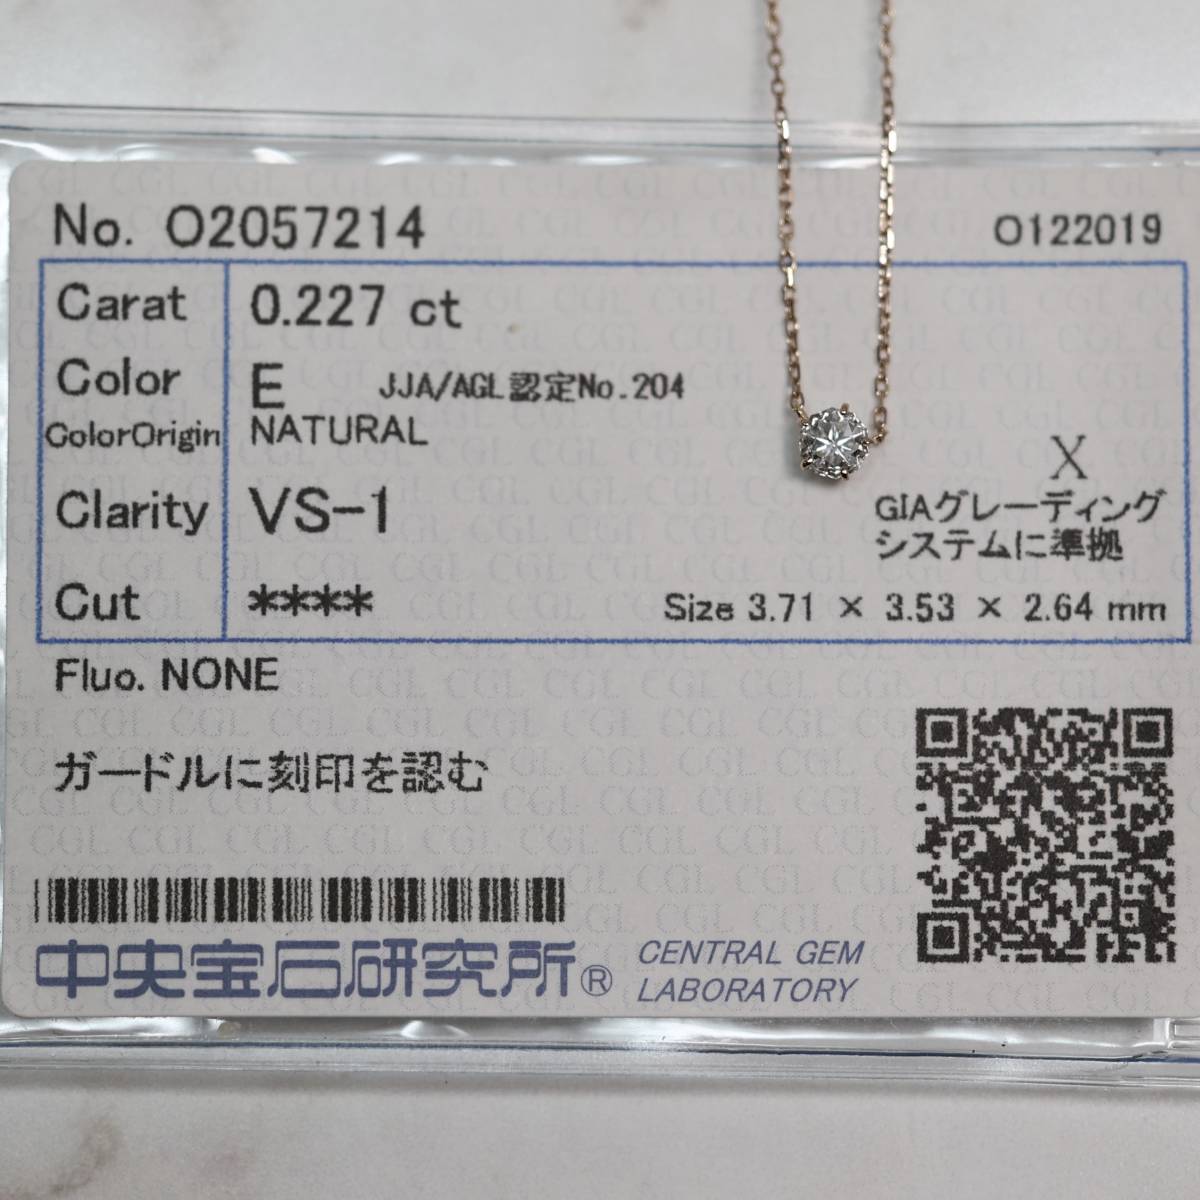 No. O2057214 O122019
Carat 0.227 ct
Color E JJA/AGL認定No.204
ColorOrigin NATURAL
X
Clarity VS-1 GIAグレーディング
システムに準拠
Cut **** Size 3.71 × 3.53 × 2.64 mm
Fluo. NONE
ガードルに刻印を認む
中央宝石研究所® CENTRAL GEM
LABORATORY